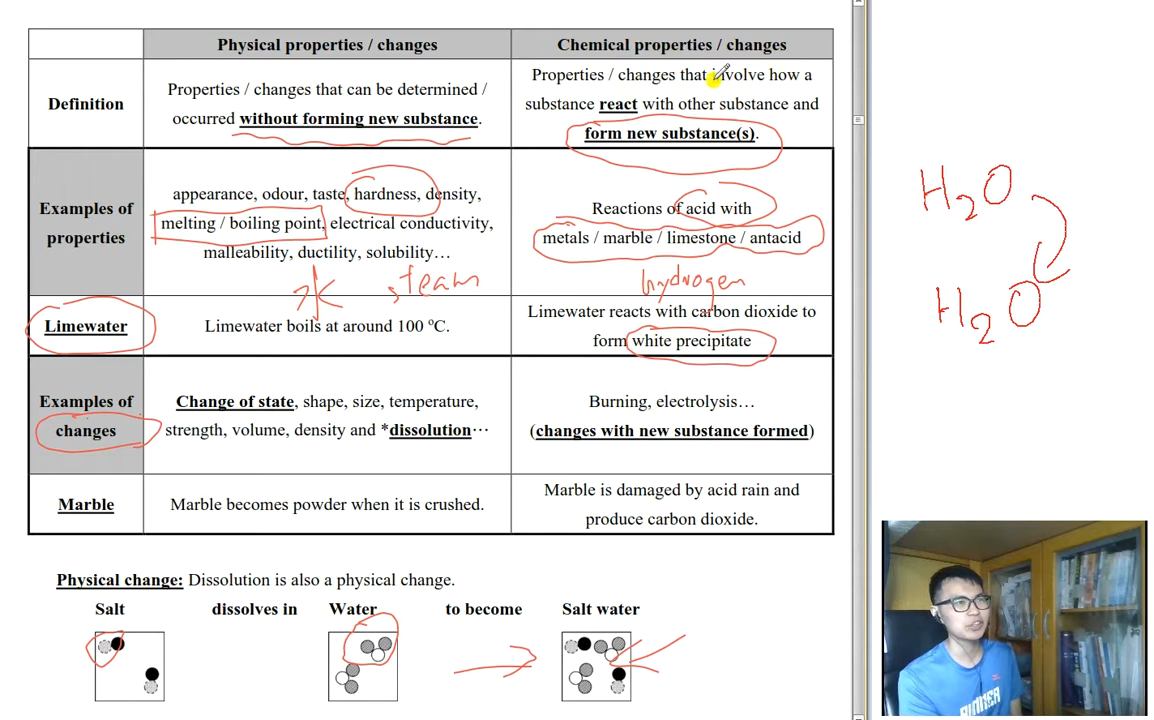 Physical properties / changes
Chemical properties / changes
Definition
Properties / changes that can be determined /
occurred without forming new substance.
Properties / changes that involve how a
substance react with other substance and
form new substance(s).
Examples of
properties
appearance, odour, taste, hardness, density,
melting / boiling point, electrical conductivity,
malleability, ductility, solubility…
水 steam
Reactions of acid with
metals / marble / limestone / antacid
hydrogen
Limewater
Limewater boils at around 100 °C.
Limewater reacts with carbon dioxide to
form white precipitate
Examples of
changes
Change of state, shape, size, temperature,
strength, volume, density and *dissolution…
Burning, electrolysis…
(changes with new substance formed)
Marble
Marble becomes powder when it is crushed.
Marble is damaged by acid rain and
produce carbon dioxide.
Physical change: Dissolution is also a physical change.
Salt dissolves in Water to become Salt water
H2O
H2O